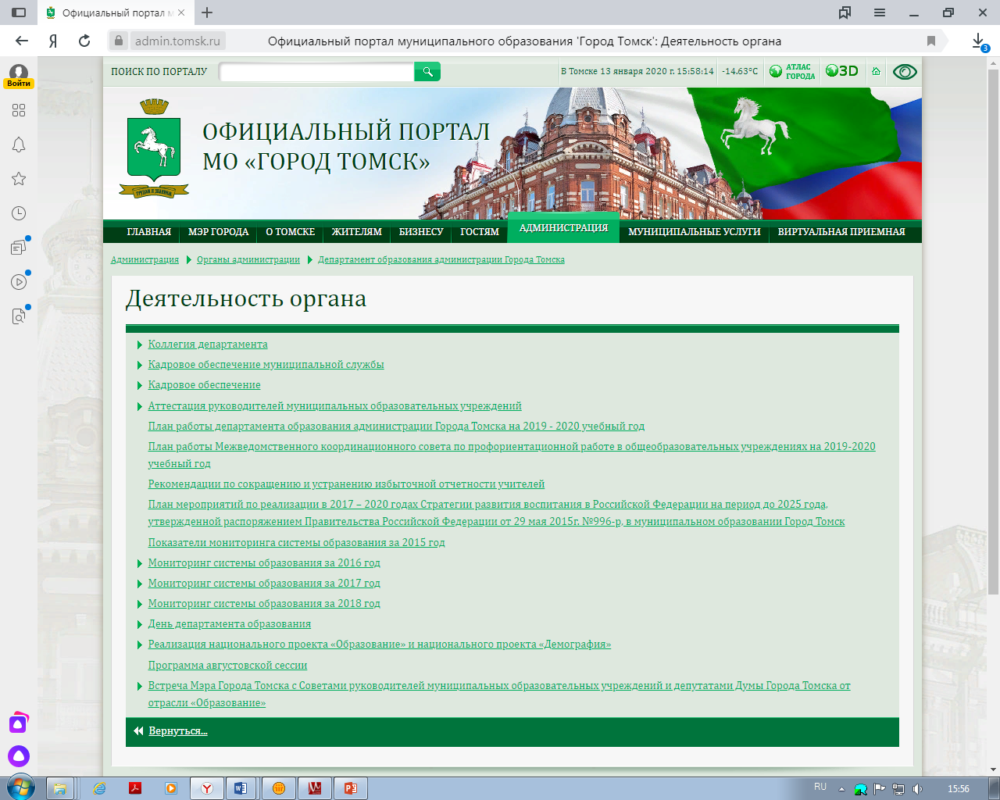 Официальный портал м
admin.tomsk.ru
Официальный портал муниципального образования 'Город Томск': Деятельность органа
3
Войти
ПОИСК ПО ПОРТАЛУ
В Томске 13 января 2020 г. 15:58:14
-14.63°C
АТЛАС
ГОРОДА
3D
ОФИЦИАЛЬНЫЙ ПОРТАЛ
МО «ГОРОД ТОМСК»
ТРУДОМ И ЗНАНИЕМ
ГЛАВНАЯ
МЭР ГОРОДА
О ТОМСКЕ
ЖИТЕЛЯМ
БИЗНЕСУ
ГОСТЯМ
АДМИНИСТРАЦИЯ
МУНИЦИПАЛЬНЫЕ УСЛУГИ
ВИРТУАЛЬНАЯ ПРИЕМНАЯ
Администрация
Органы администрации
Департамент образования администрации Города Томска
Деятельность органа
Коллегия департамента
Кадровое обеспечение муниципальной службы
Кадровое обеспечение
Аттестация руководителей муниципальных образовательных учреждений
План работы департамента образования администрации Города Томска на 2019 - 2020 учебный год
План работы Межведомственного координационного совета по профориентационной работе в общеобразовательных учреждениях на 2019-2020
учебный год
Рекомендации по сокращению и устранению избыточной отчетности учителей
План мероприятий по реализации в 2017 – 2020 годах Стратегии развития воспитания в Российской Федерации на период до 2025 года,
утвержденной распоряжением Правительства Российской Федерации от 29 мая 2015г. №996-р, в муниципальном образовании Город Томск
Показатели мониторинга системы образования за 2015 год
Мониторинг системы образования за 2016 год
Мониторинг системы образования за 2017 год
Мониторинг системы образования за 2018 год
День департамента образования
Реализация национального проекта «Образование» и национального проекта «Демография»
Программа августовской сессии
Встреча Мэра Города Томска с Советами руководителей муниципальных образовательных учреждений и депутатами Думы Города Томска от
отрасли «Образование»
Вернуться...
RU
15:56